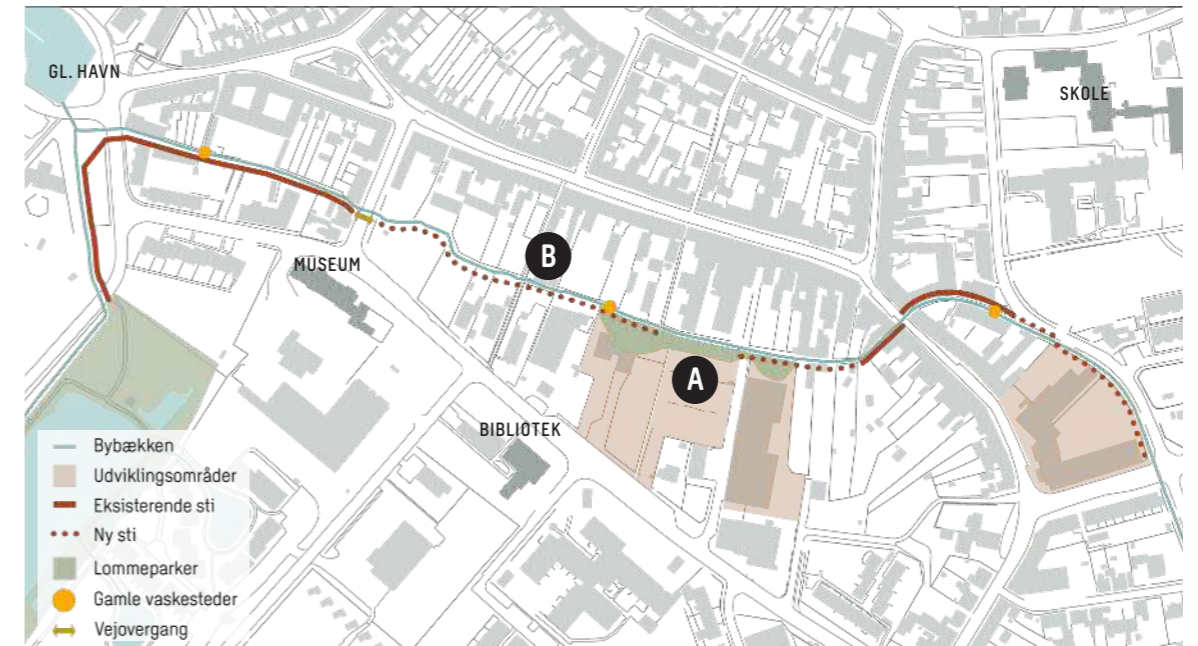 GL. HAVN
SKOLE
MUSEUM
B
A
BIBLIOTEK
Bybækken
Udviklingsområder
Eksisterende sti
Ny sti
Lommeparker
Gamle vaskesteder
Vejovergang